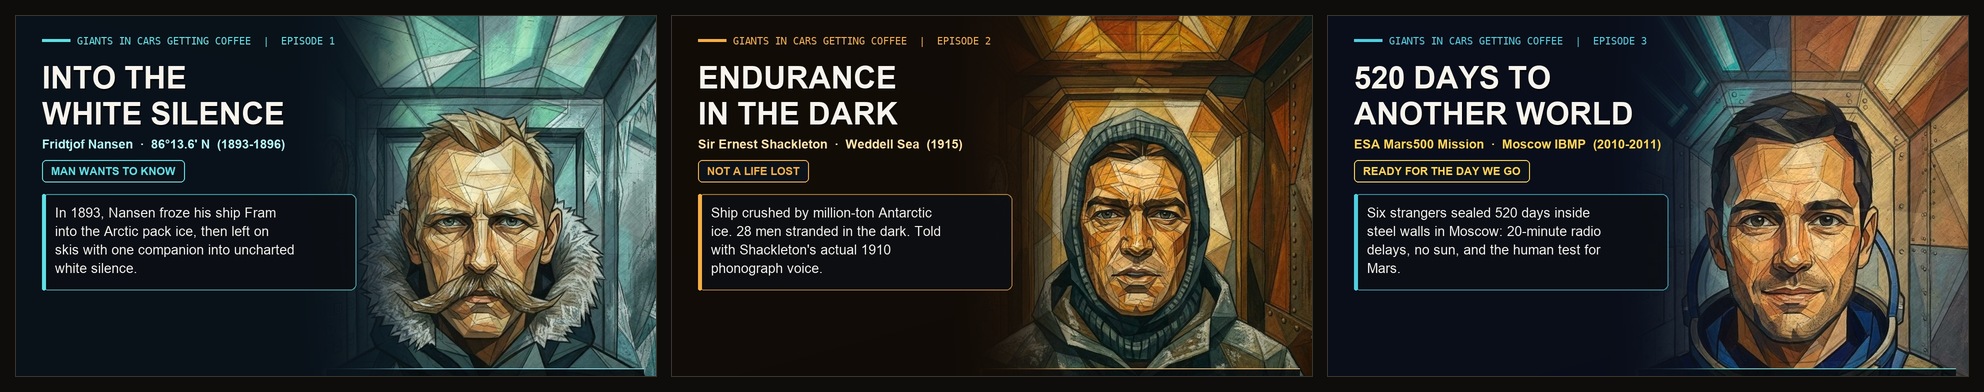 GIANTS IN CARS GETTING COFFEE | EPISODE 1
INTO THE
WHITE SILENCE
Fridtjof Nansen · 86°13.6' N (1893-1896)
MAN WANTS TO KNOW
In 1893, Nansen froze his ship Fram
into the Arctic pack ice, then left on
skis with one companion into uncharted
white silence.
GIANTS IN CARS GETTING COFFEE | EPISODE 2
ENDURANCE
IN THE DARK
Sir Ernest Shackleton · Weddell Sea (1915)
NOT A LIFE LOST
Ship crushed by million-ton Antarctic
ice. 28 men stranded in the dark. Told
with Shackleton's actual 1910
phonograph voice.
GIANTS IN CARS GETTING COFFEE | EPISODE 3
520 DAYS TO
ANOTHER WORLD
ESA Mars500 Mission · Moscow IBMP (2010-2011)
READY FOR THE DAY WE GO
Six strangers sealed 520 days inside
steel walls in Moscow: 20-minute radio
delays, no sun, and the human test for
Mars.